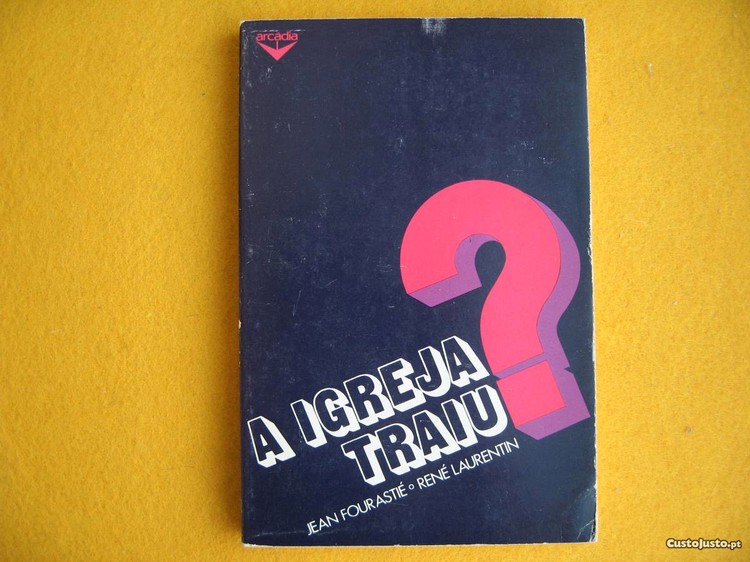 arcádia
A IGREJA
TRAIU?
JEAN FOURASTIÉ • RENÉ LAURENTIN
CustoJusto.pt